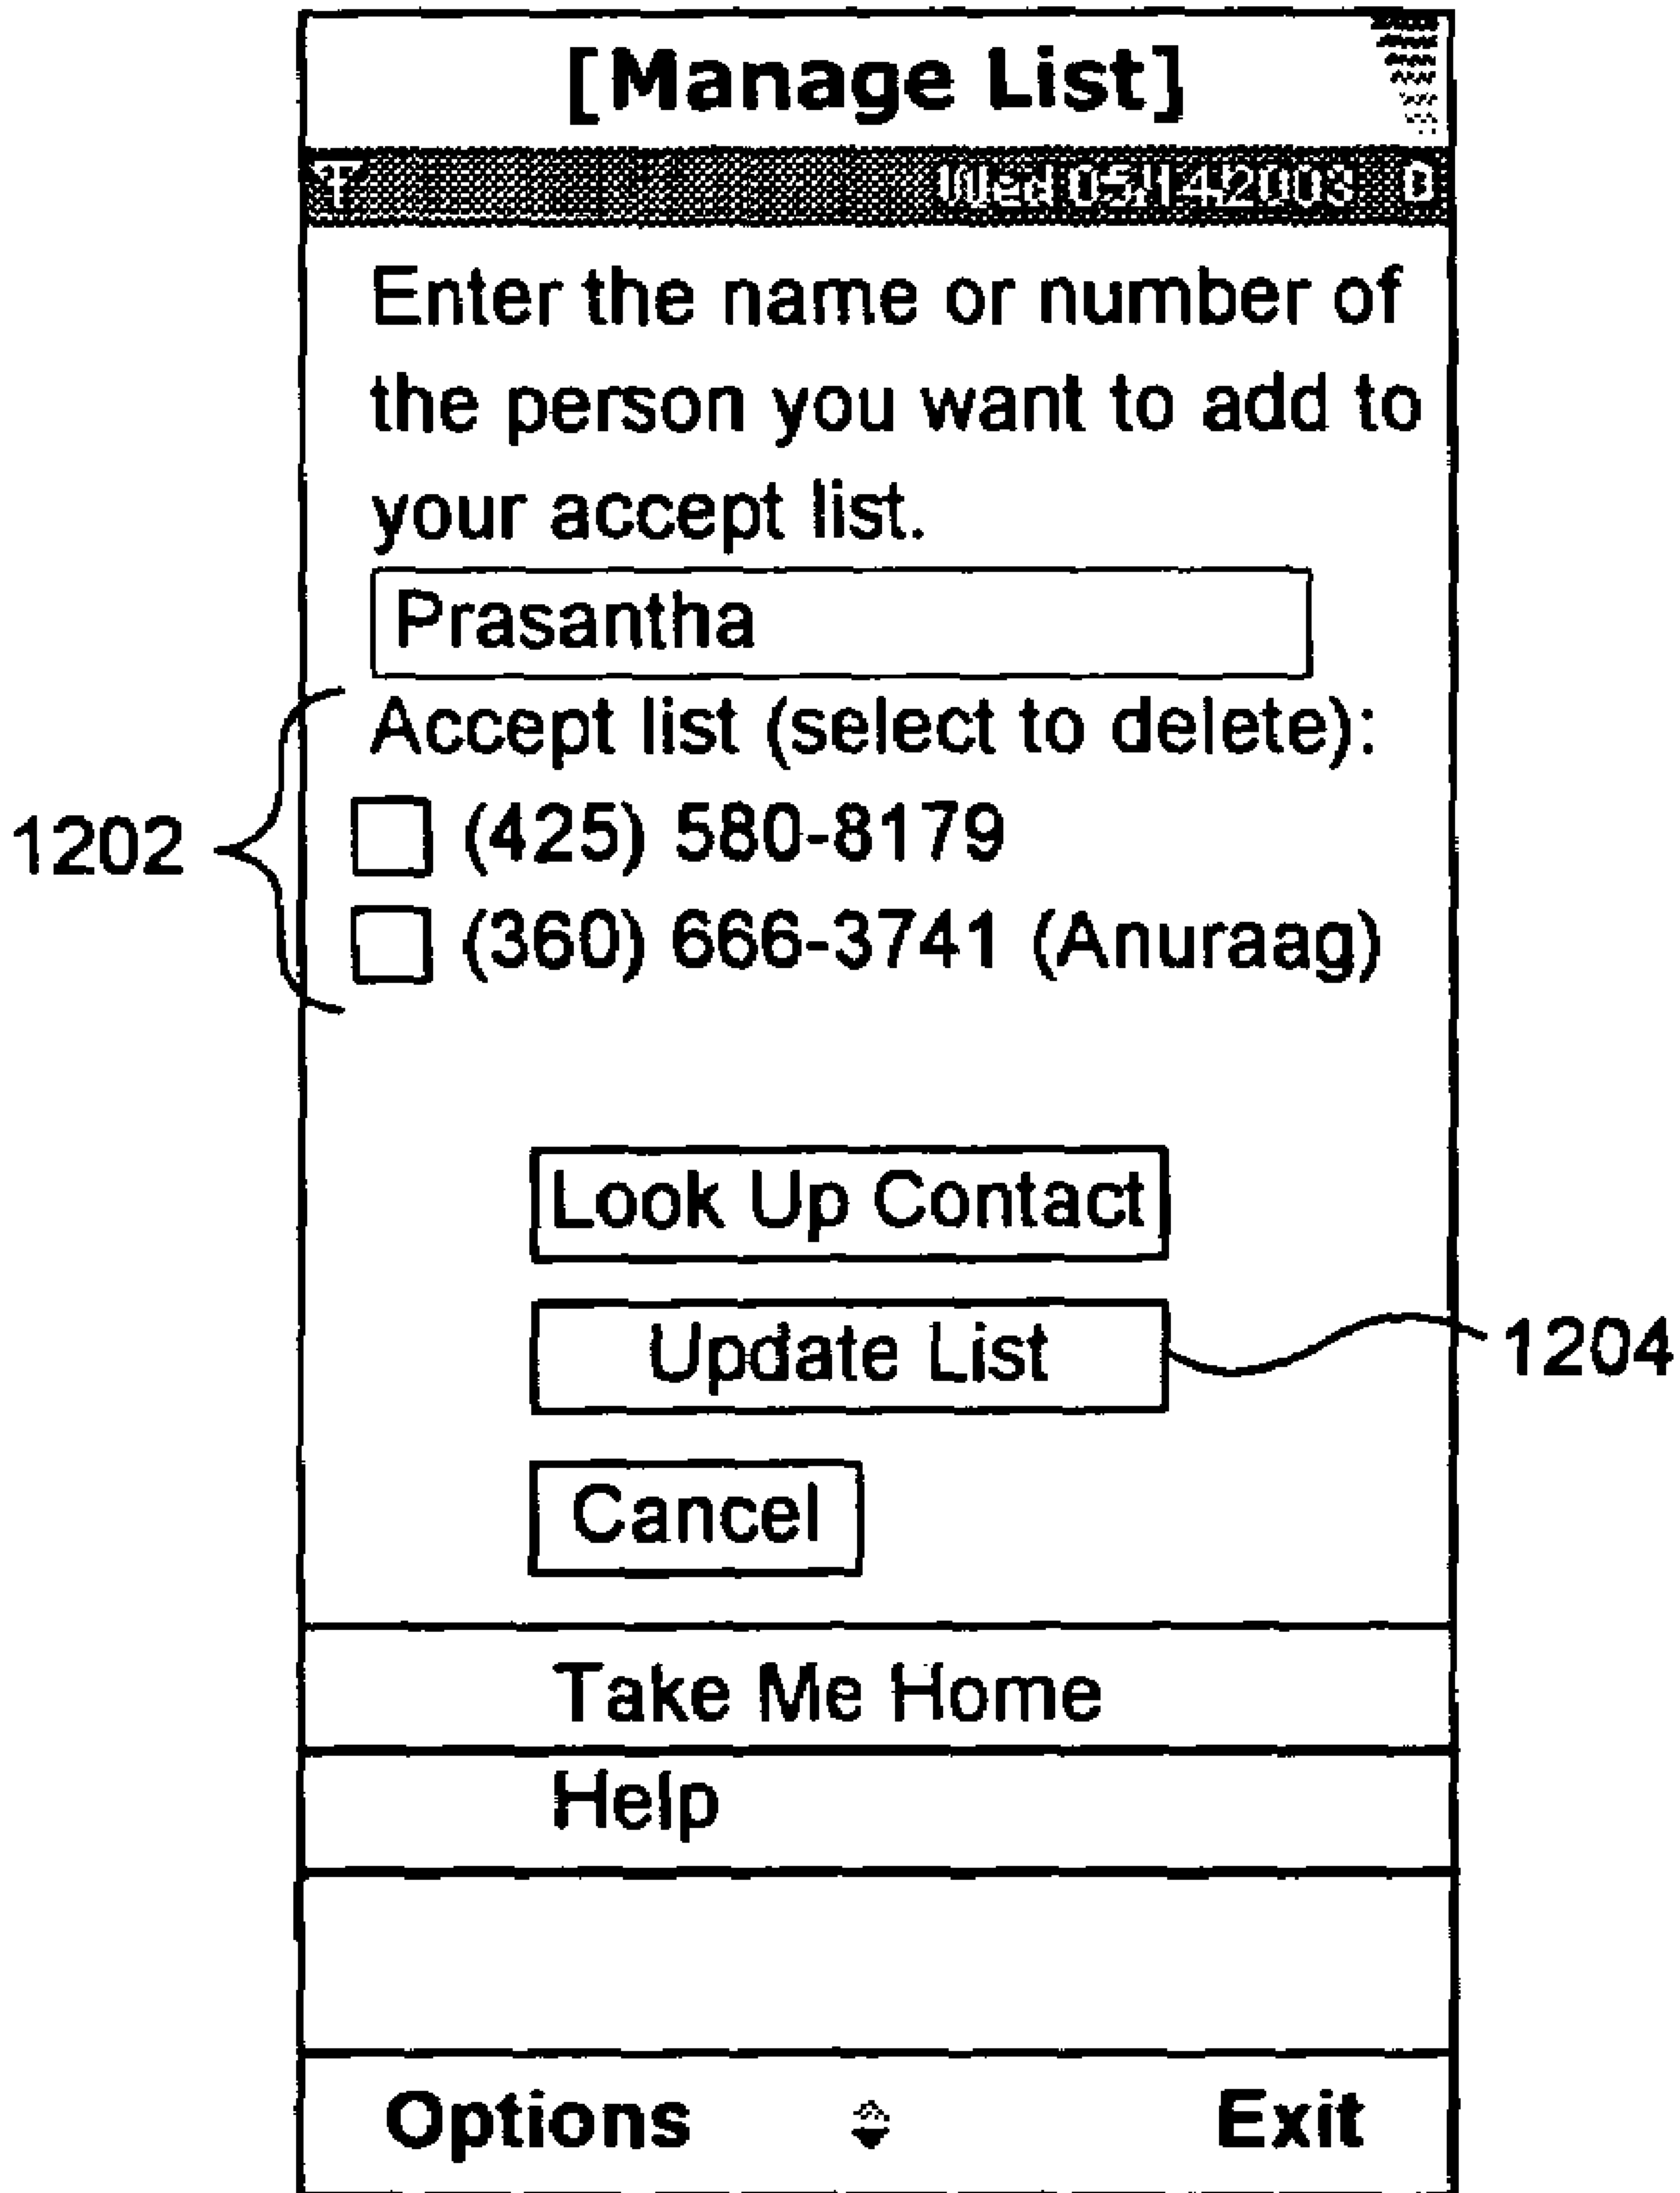 [Manage List]
Wed 05/14/2003
Enter the name or number of
the person you want to add to
your accept list.
Prasantha
Accept list (select to delete):
1202
(425) 580-8179
(360) 666-3741 (Anuraag)
Look Up Contact
Update List
1204
Cancel
Take Me Home
Help
Options
Exit